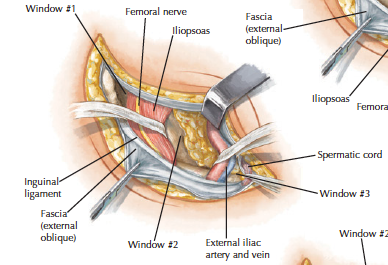 Window #1
Femoral nerve
Iliopsoas
Fascia
(external
oblique)
Iliopsoas
Femora
Spermatic cord
Window #3
Inguinal
ligament
Fascia
(external
oblique)
Window #2
External iliac
artery and vein
Window #2